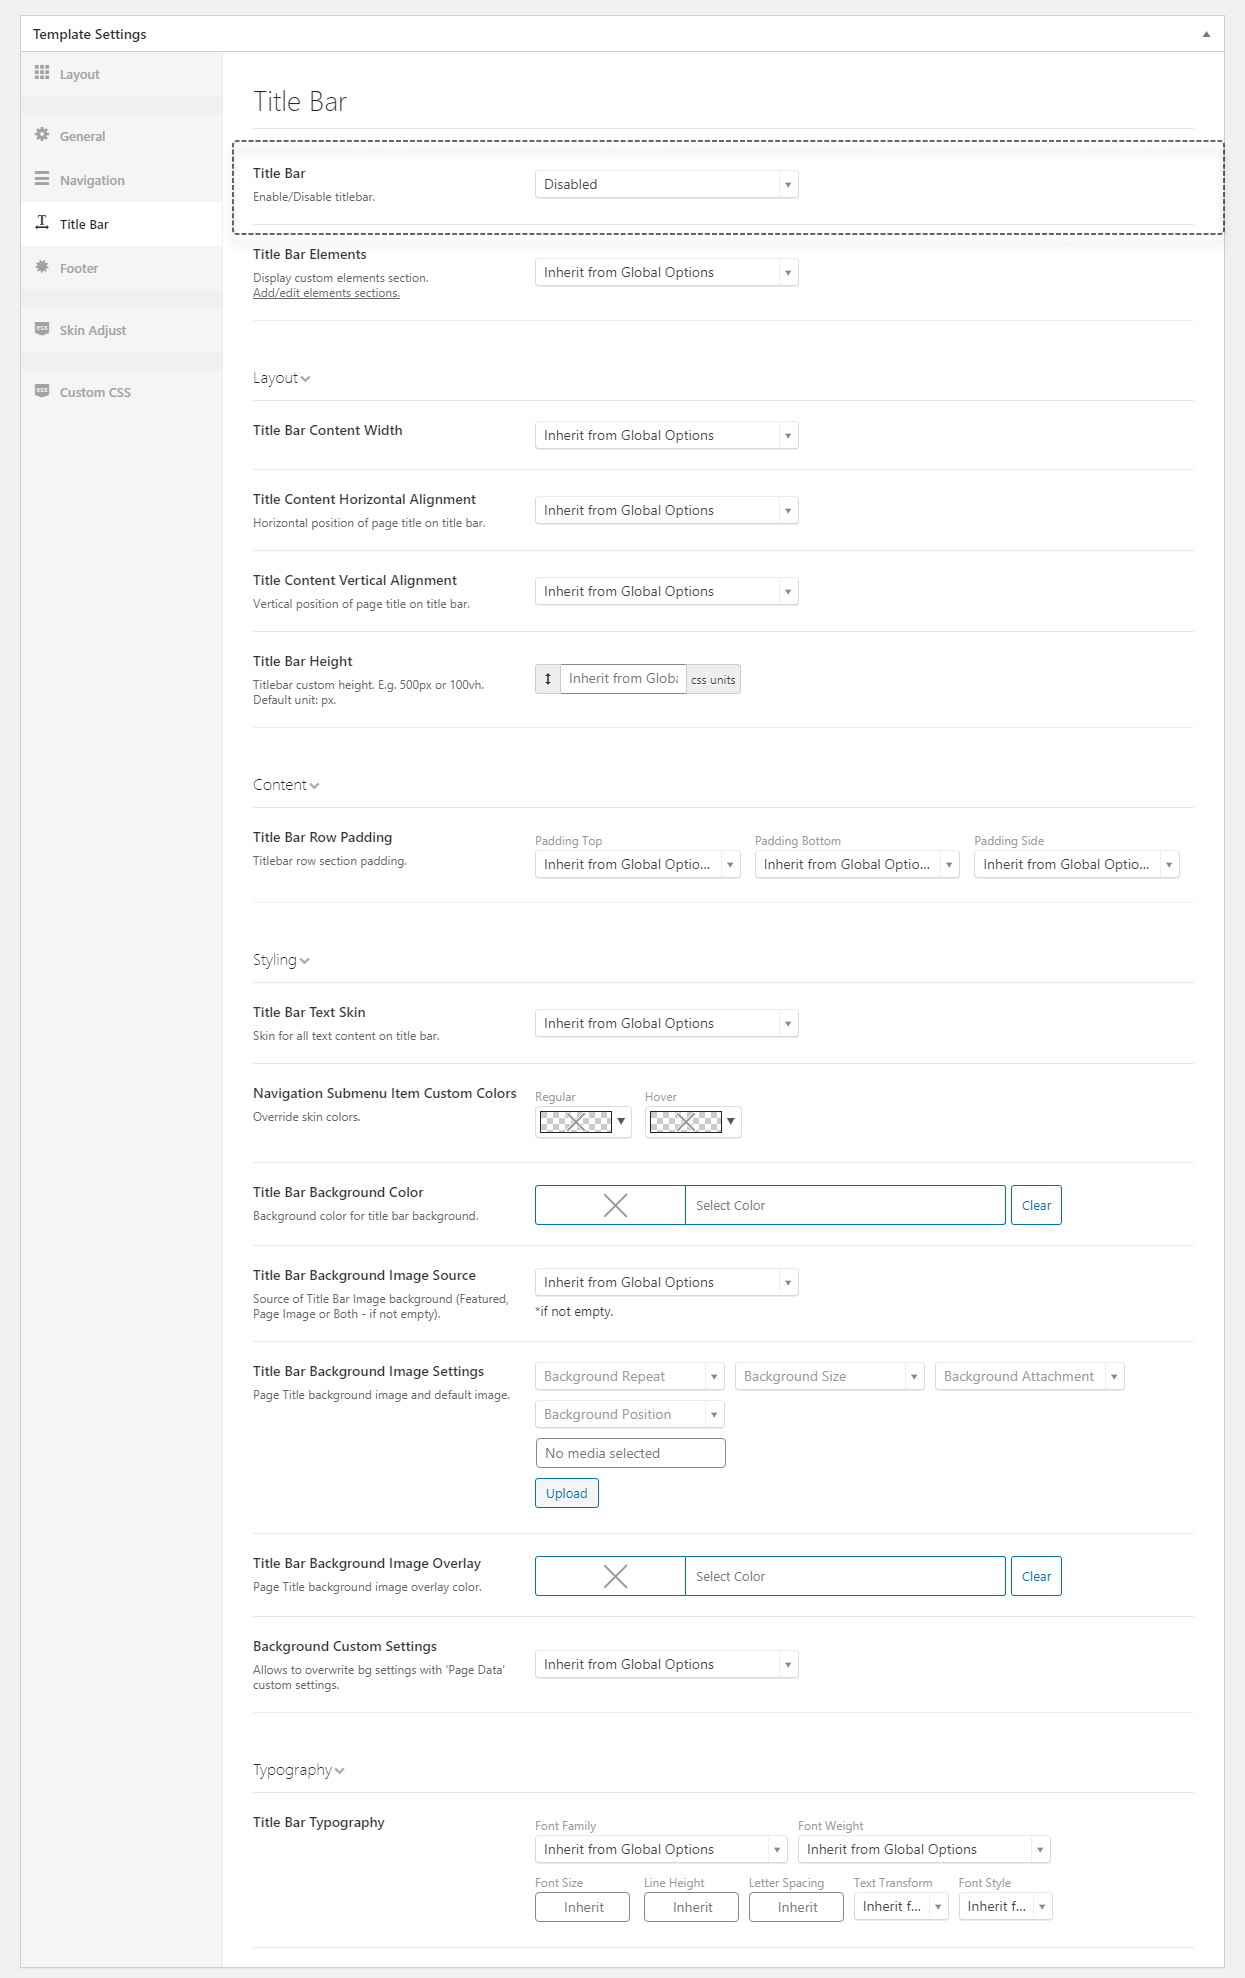 Template Settings
Layout
General
Navigation
Title Bar
Footer
Skin Adjust
Custom CSS
Title Bar
Title Bar
Enable/Disable titlebar.
Disabled
Title Bar Elements
Display custom elements section.
Add/edit elements sections.
Inherit from Global Options
Layout
Title Bar Content Width
Inherit from Global Options
Title Content Horizontal Alignment
Horizontal position of page title on title bar.
Inherit from Global Options
Title Content Vertical Alignment
Vertical position of page title on title bar.
Inherit from Global Options
Title Bar Height
Titlebar custom height. E.g. 500px or 100vh.
Default unit: px.
Inherit from Globa css units
Content
Title Bar Row Padding
Titlebar row section padding.
Padding Top Padding Bottom Padding Side
Inherit from Global Optio... Inherit from Global Optio... Inherit from Global Optio...
Styling
Title Bar Text Skin
Skin for all text content on title bar.
Inherit from Global Options
Navigation Submenu Item Custom Colors
Override skin colors.
Regular Hover
Title Bar Background Color
Background color for title bar background.
Select Color Clear
Title Bar Background Image Source
Source of Title Bar Image background (Featured,
Page Image or Both - if not empty).
Inherit from Global Options
*if not empty.
Title Bar Background Image Settings
Page Title background image and default image.
Background Repeat Background Size Background Attachment
Background Position
No media selected
Upload
Title Bar Background Image Overlay
Page Title background image overlay color.
Select Color Clear
Background Custom Settings
Allows to overwrite bg settings with 'Page Data'
custom settings.
Inherit from Global Options
Typography
Title Bar Typography
Font Family Font Weight
Inherit from Global Options Inherit from Global Options
Font Size Line Height Letter Spacing Text Transform Font Style
Inherit Inherit Inherit Inherit f... Inherit f...